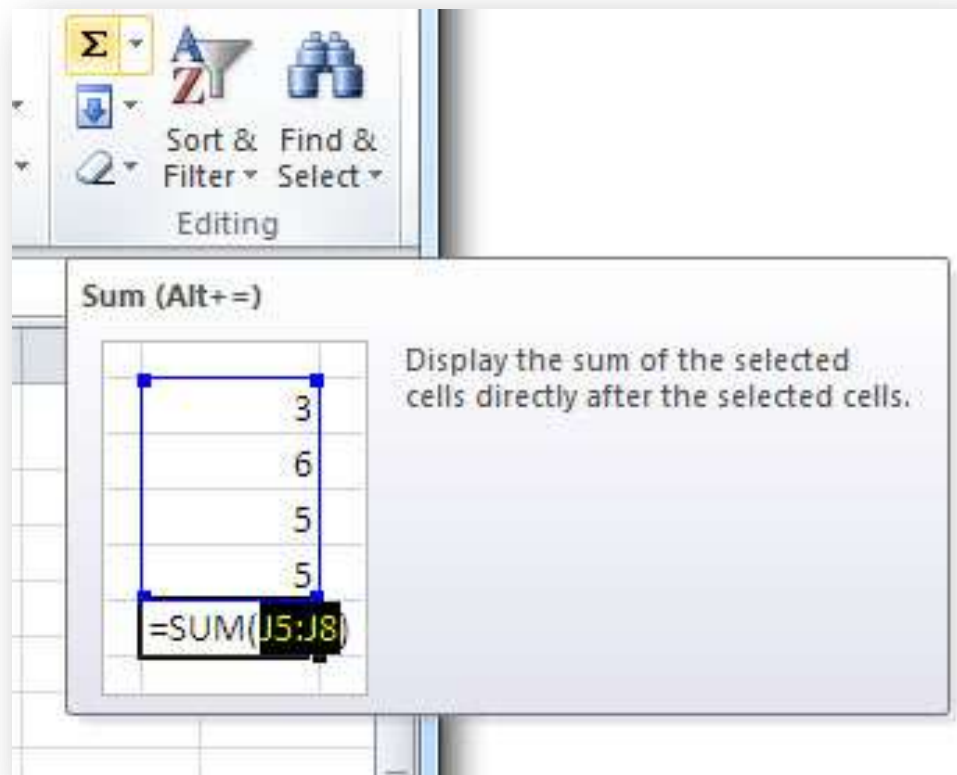 Σ
A
Z
Sort &
Filter
Find &
Select
Editing
Sum (Alt+=)
3
6
5
5
=SUM(J5:J8)
Display the sum of the selected
cells directly after the selected cells.